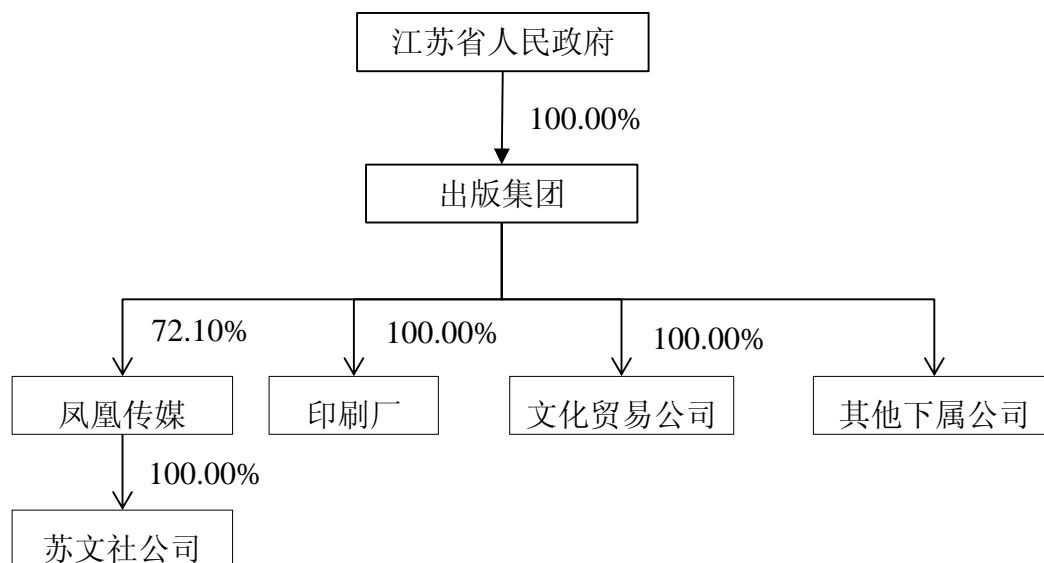 江苏省人民政府
100.00%
出版集团
72.10%
100.00%
100.00%
凤凰传媒
印刷厂
文化贸易公司
其他下属公司
100.00%
苏文社公司